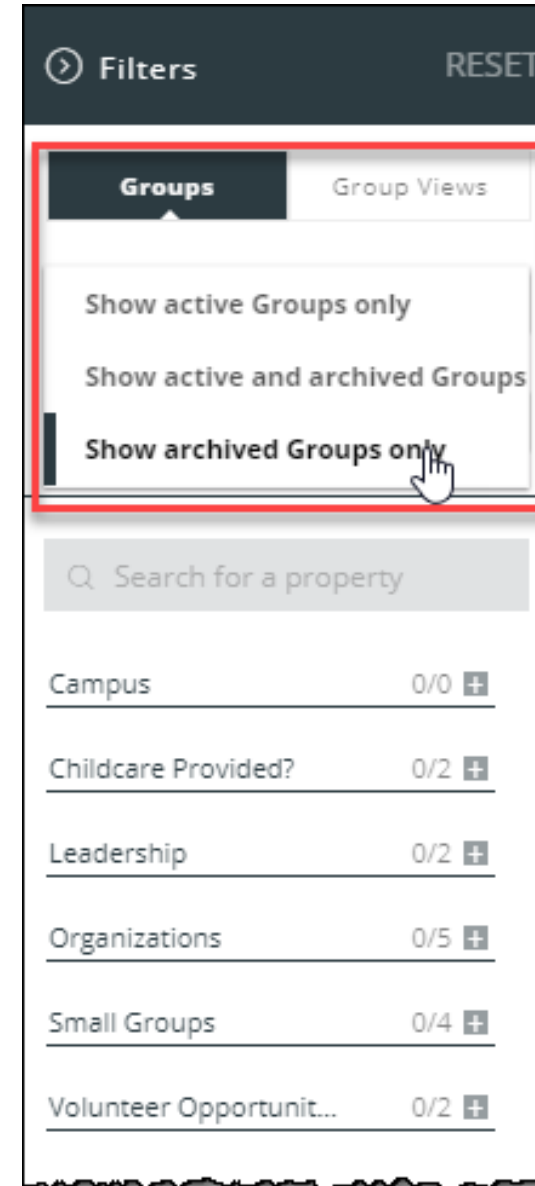 Filters RESET
Groups Group Views
Show active Groups only
Show active and archived Groups
Show archived Groups only
Search for a property
Campus 0/0
Childcare Provided? 0/2
Leadership 0/2
Organizations 0/5
Small Groups 0/4
Volunteer Opportunit... 0/2